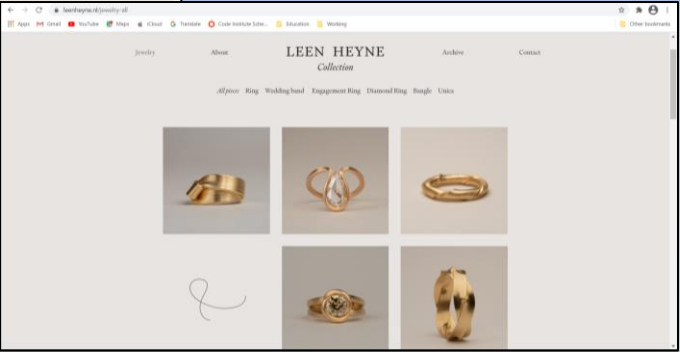 leenheyne.nl/jewelry-all
Apps Gmail YouTube Maps iCloud Translate Code Institute Sche... Education Working Other bookmarks
Jewelry About LEEN HEYNE Archive Contact
Collection
All pieces Ring Wedding band Engagement Ring Diamond Ring Bangle Unica